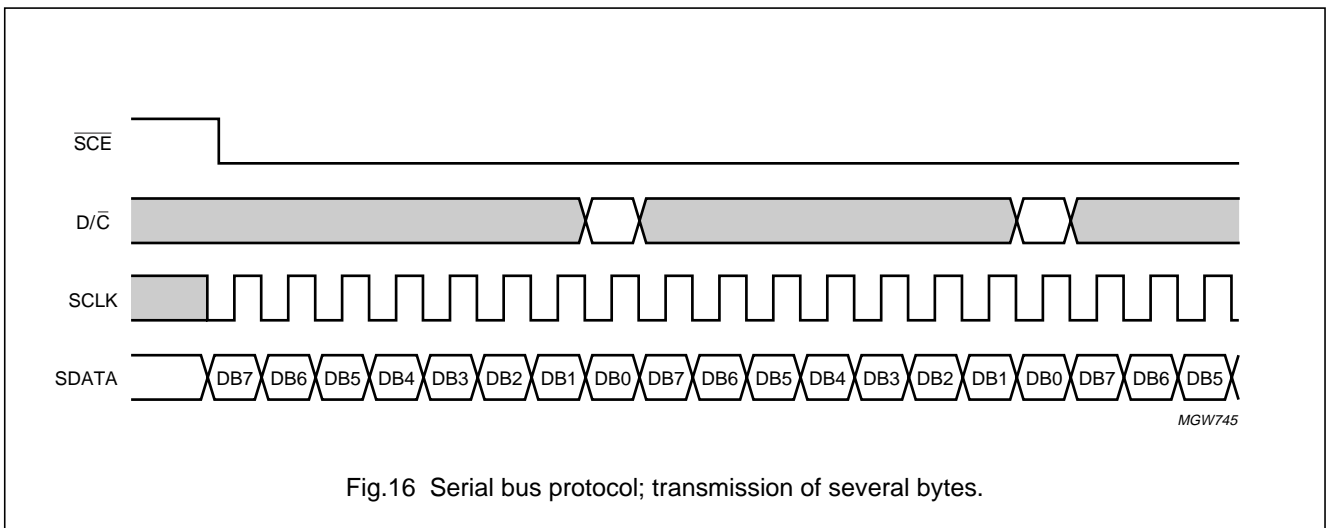 S̅C̅E̅
D/C̅
SCLK
SDATA DB7 DB6 DB5 DB4 DB3 DB2 DB1 DB0 DB7 DB6 DB5 DB4 DB3 DB2 DB1 DB0 DB7 DB6 DB5
MGW745
Fig.16 Serial bus protocol; transmission of several bytes.